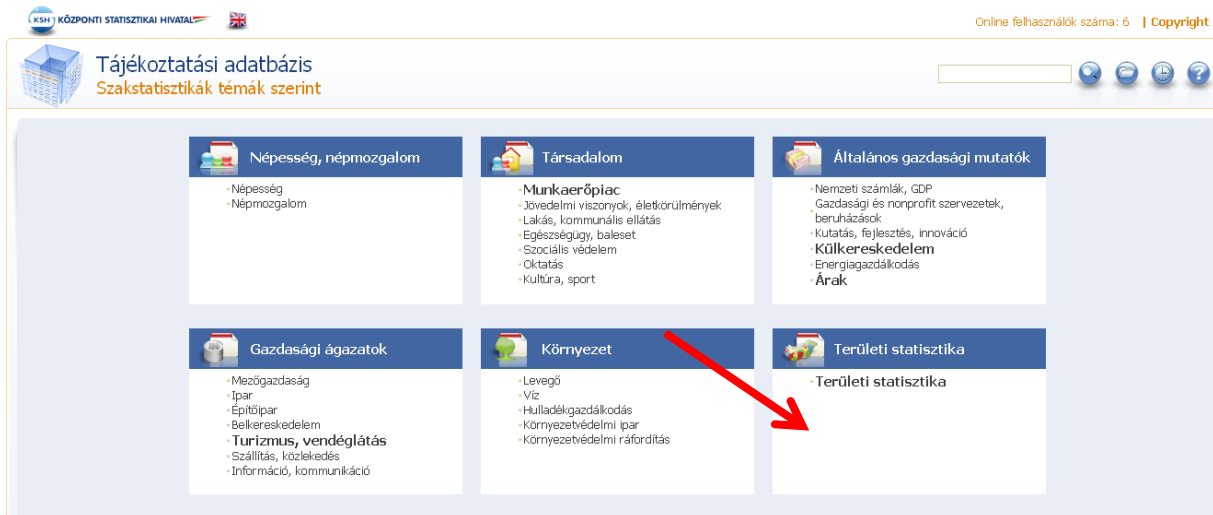 KSH KÖZPONTI STATISZTIKAI HIVATAL
Online felhasználók száma: 6 | Copyright
Tájékoztatási adatbázis
Szakstatisztikák témák szerint
?
Népesség, népmozgalom
Népesség
Népmozgalom
Társadalom
Munkaerőpiac
Jövedelmi viszonyok, életkörülmények
Lakás, kommunális ellátás
Egészségügy, baleset
Szociális védelem
Oktatás
Kultúra, sport
Általános gazdasági mutatók
Nemzeti számlák, GDP
Gazdasági és nonprofit szervezetek,
beruházások
Kutatás, fejlesztés, innováció
Külkereskedelem
Energiagazdálkodás
Árak
Gazdasági ágazatok
Mezőgazdaság
Ipar
Építőipar
Belkereskedelem
Turizmus, vendéglátás
Szállítás, közlekedés
Információ, kommunikáció
Környezet
Levegő
Víz
Hulladékgazdálkodás
Környezetvédelmi ipar
Környezetvédelmi ráfordítás
Területi statisztika
Területi statisztika